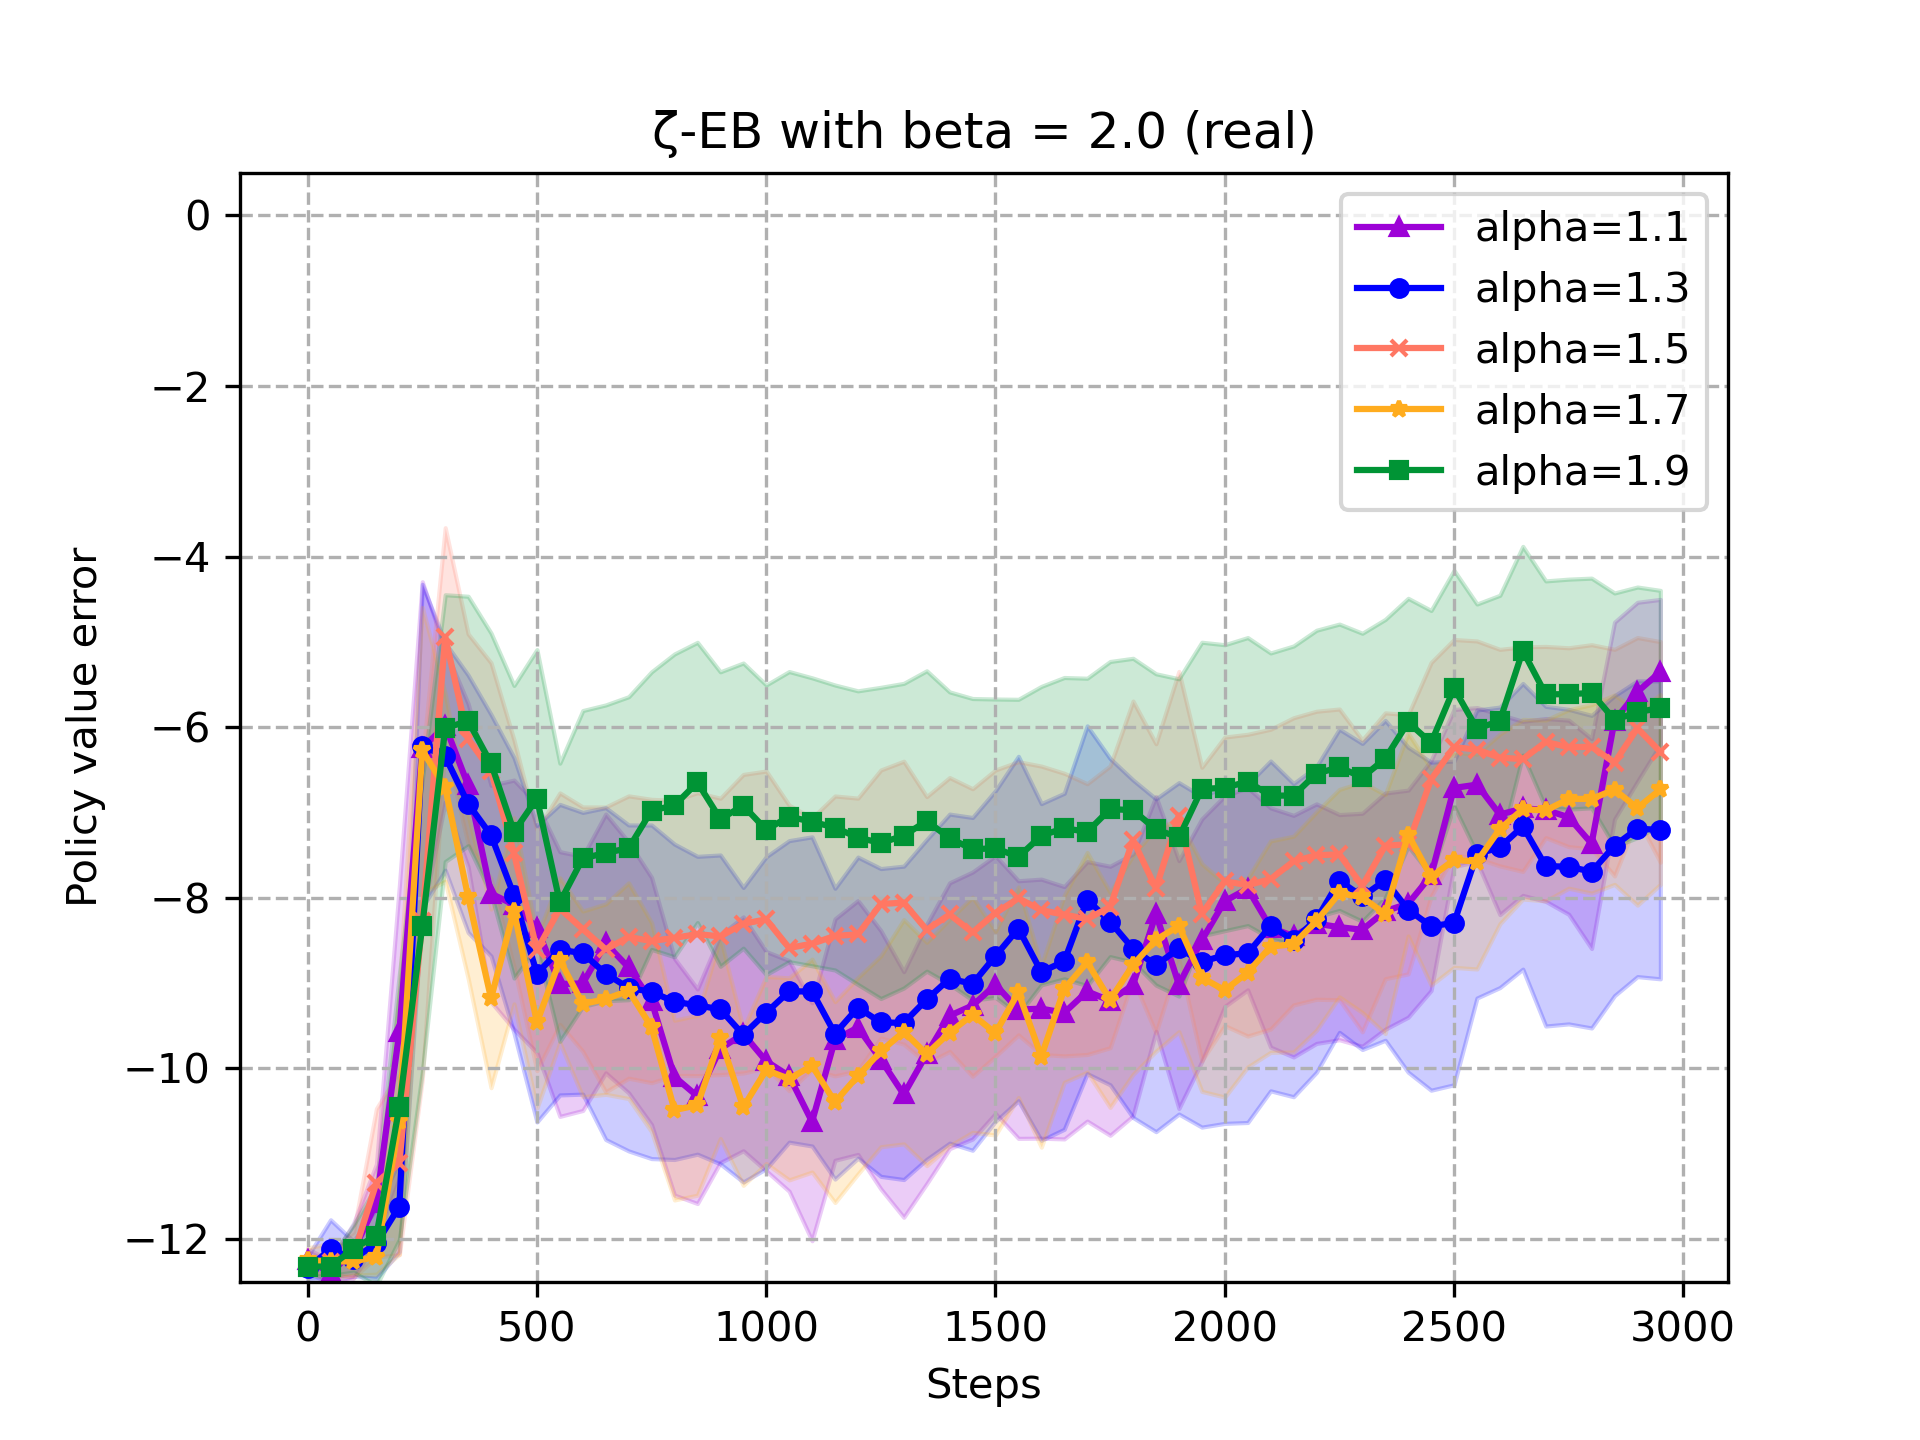 ζ-EB with beta = 2.0 (real)
Policy value error
0
−2
−4
−6
−8
−10
−12
alpha=1.1
alpha=1.3
alpha=1.5
alpha=1.7
alpha=1.9
0 500 1000 1500 2000 2500 3000
Steps